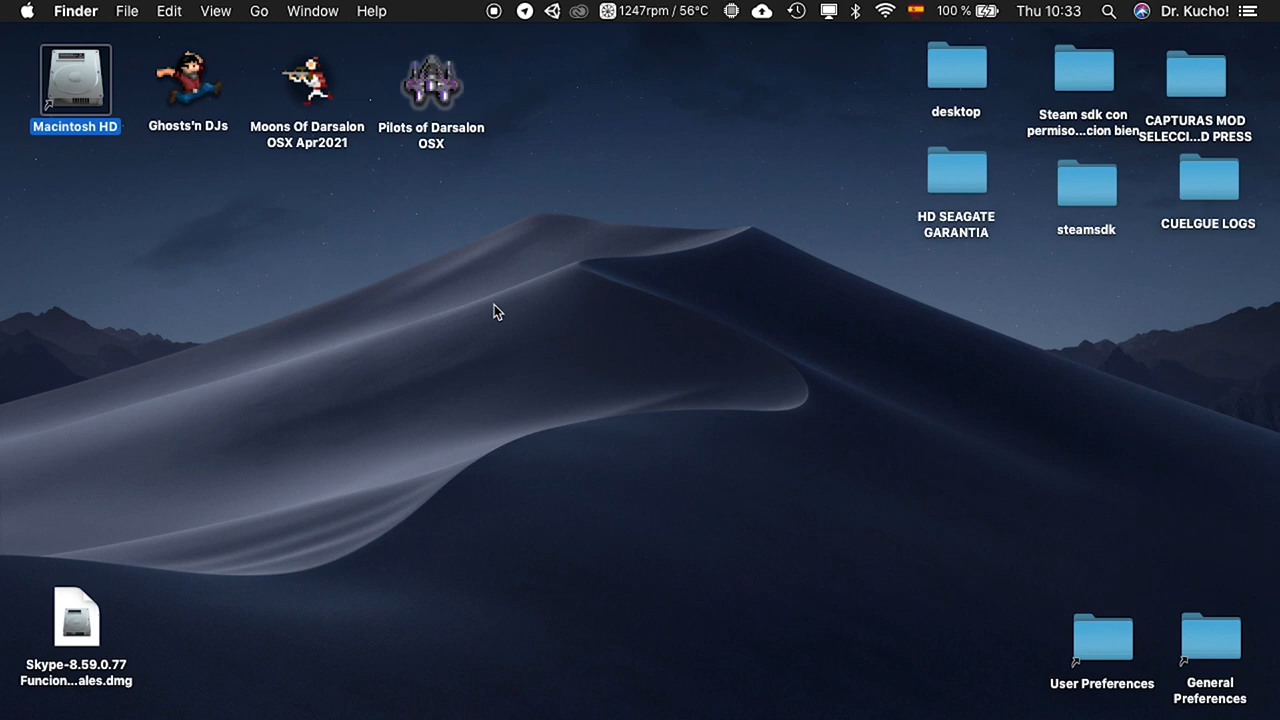 Finder File Edit View Go Window Help 1247rpm / 56°C 100 % Thu 10:33 Dr. Kucho!
Macintosh HD
Ghosts'n DJs
Moons Of Darsalon
OSX Apr2021
Pilots of Darsalon
OSX
desktop
Steam sdk con
permiso...cion bien
CAPTURAS MOD
SELECCI...D PRESS
HD SEAGATE
GARANTIA
steamsdk
CUELGUE LOGS
Skype-8.59.0.77
Funcion...ales.dmg
User Preferences
General
Preferences